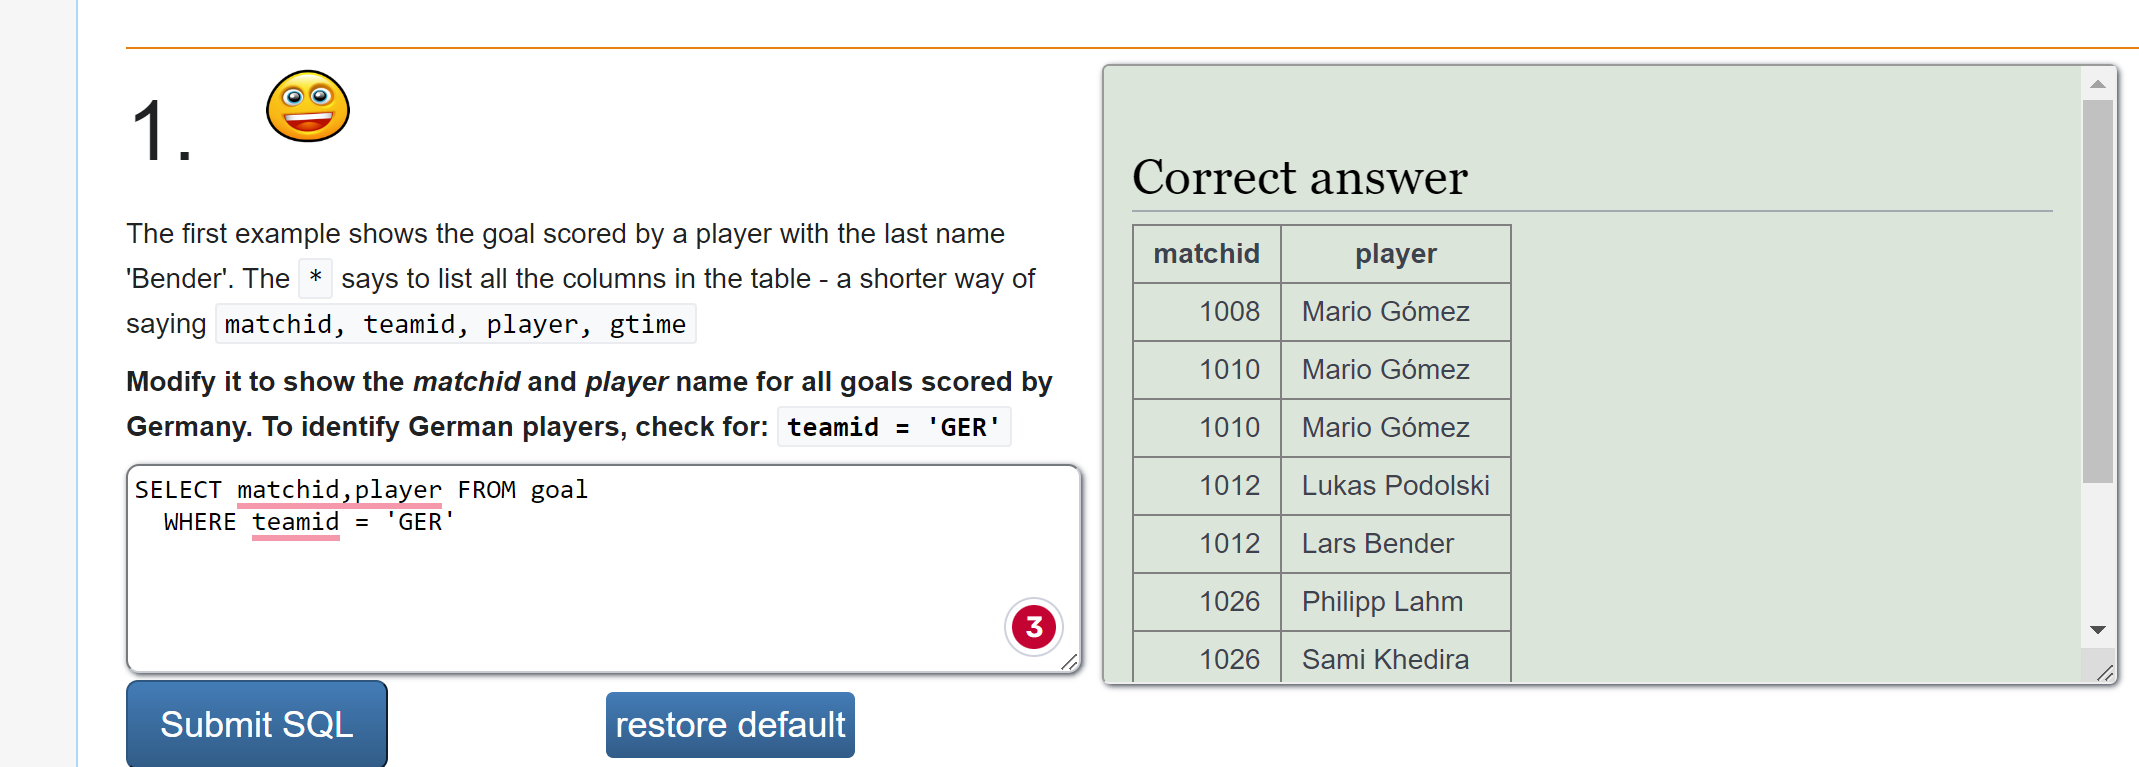 1.
The first example shows the goal scored by a player with the last name
'Bender'. The * says to list all the columns in the table - a shorter way of
saying matchid, teamid, player, gtime
Modify it to show the matchid and player name for all goals scored by
Germany. To identify German players, check for: teamid = 'GER'
SELECT matchid,player FROM goal
WHERE teamid = 'GER'
3
Submit SQL
restore default
Correct answer
matchid player
1008 Mario Gómez
1010 Mario Gómez
1010 Mario Gómez
1012 Lukas Podolski
1012 Lars Bender
1026 Philipp Lahm
1026 Sami Khedira